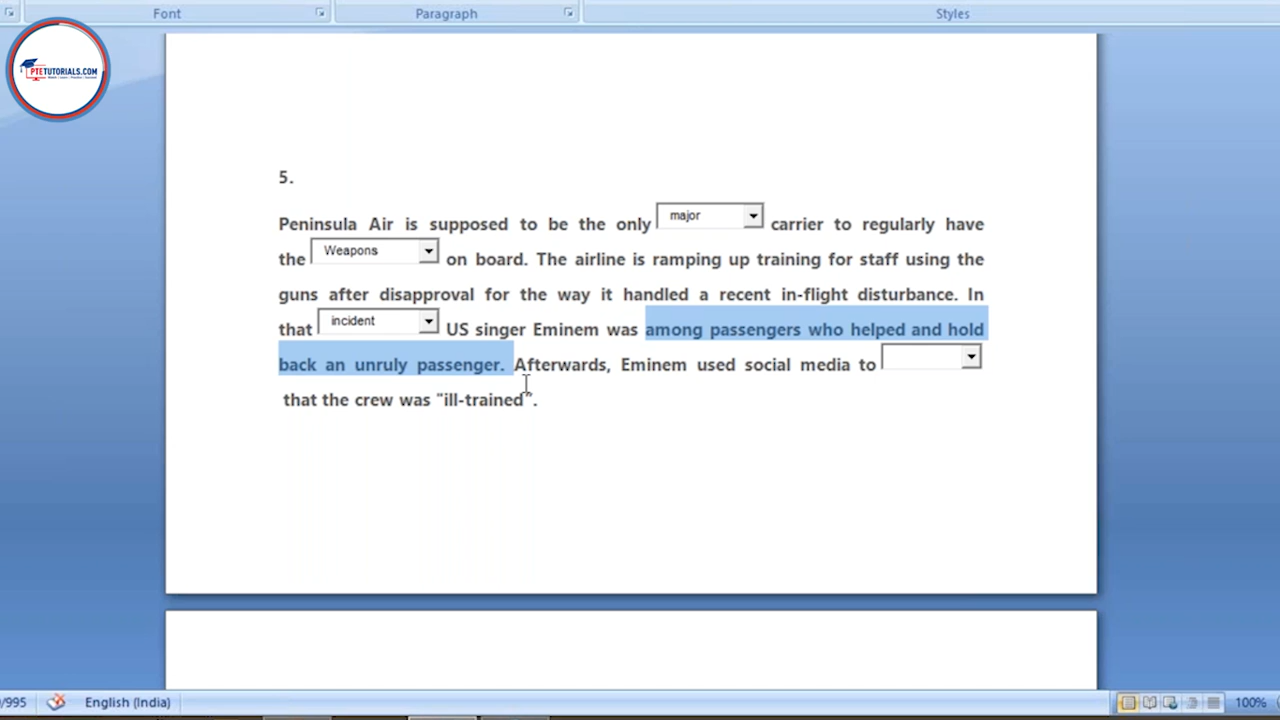 Font Paragraph Styles
PTETUTORIALS.COM
5.
Peninsula Air is supposed to be the only major carrier to regularly have
the Weapons on board. The airline is ramping up training for staff using the
guns after disapproval for the way it handled a recent in-flight disturbance. In
that incident US singer Eminem was among passengers who helped and hold
back an unruly passenger. Afterwards, Eminem used social media to
that the crew was "ill-trained".
/995 English (India) 100%